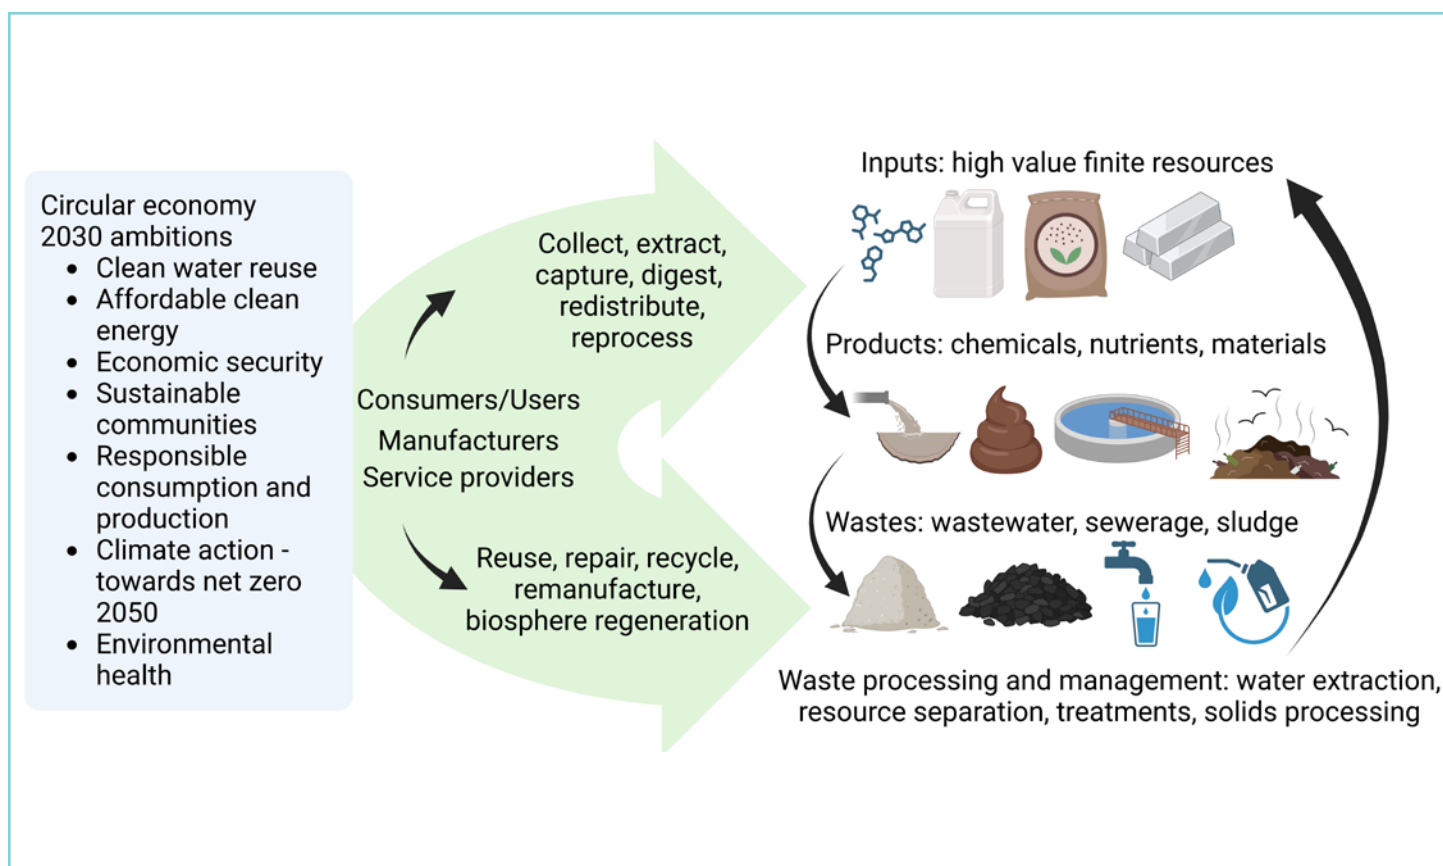 Circular economy
2030 ambitions
• Clean water reuse
• Affordable clean
energy
• Economic security
• Sustainable
communities
• Responsible
consumption and
production
• Climate action -
towards net zero
2050
• Environmental
health
Collect, extract,
capture, digest,
redistribute,
reprocess
Consumers/Users
Manufacturers
Service providers
Reuse, repair, recycle,
remanufacture,
biosphere regeneration
Inputs: high value finite resources
Products: chemicals, nutrients, materials
Wastes: wastewater, sewerage, sludge
Waste processing and management: water extraction,
resource separation, treatments, solids processing